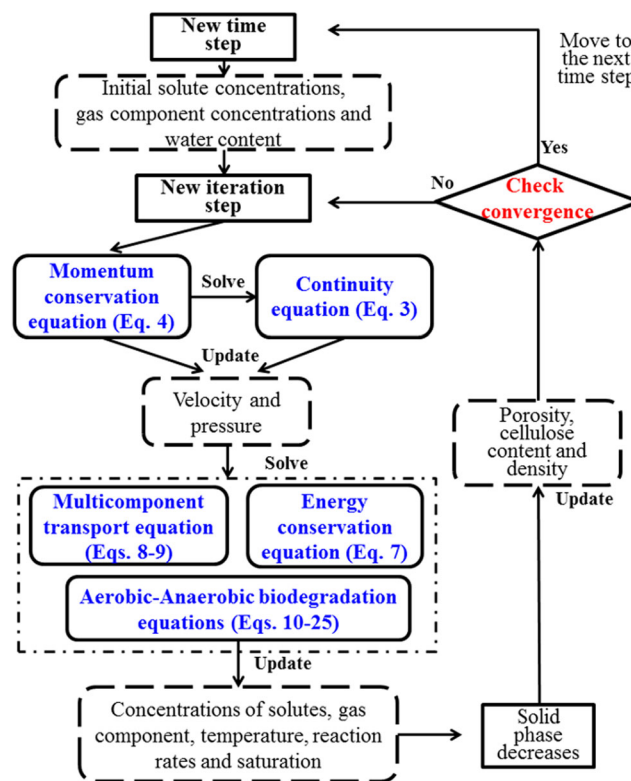 New time
step
Move to
the next
time step
Initial solute concentrations,
gas component concentrations and
water content
Yes
New iteration
step
No
Check
convergence
Momentum
conservation
equation (Eq. 4)
Solve
Continuity
equation (Eq. 3)
Update
Velocity and
pressure
Porosity,
cellulose
content and
density
Solve
Update
Multicomponent
transport equation
(Eqs. 8-9)
Energy
conservation
equation (Eq. 7)
Aerobic-Anaerobic biodegradation
equations (Eqs. 10-25)
Update
Concentrations of solutes, gas
component, temperature, reaction
rates and saturation
Solid
phase
decreases